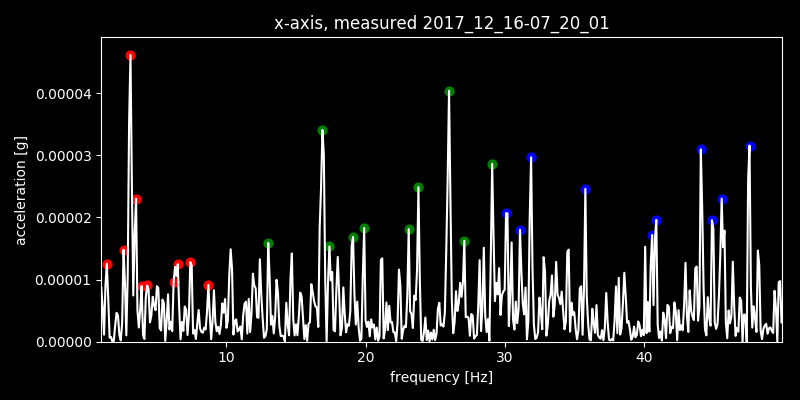 x-axis, measured 2017_12_16-07_20_01
0.00004
0.00003
0.00002
0.00001
0.00000
acceleration [g]
10 20 30 40
frequency [Hz]